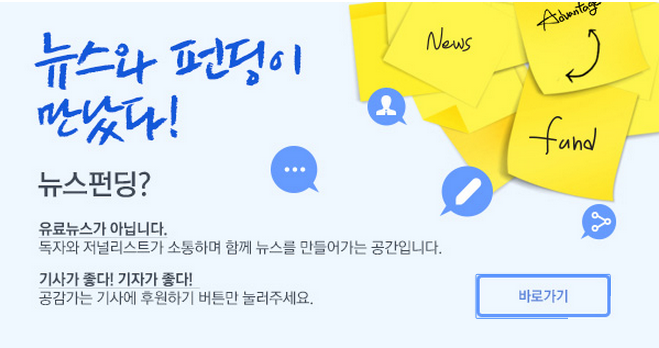 뉴스와 펀딩이
만났다!
News
Advantage
fund
뉴스펀딩?
유료뉴스가 아닙니다.
독자와 저널리스트가 소통하며 함께 뉴스를 만들어가는 공간입니다.
기사가 좋다! 기자가 좋다!
공감가는 기사에 후원하기 버튼만 눌러주세요.
바로가기